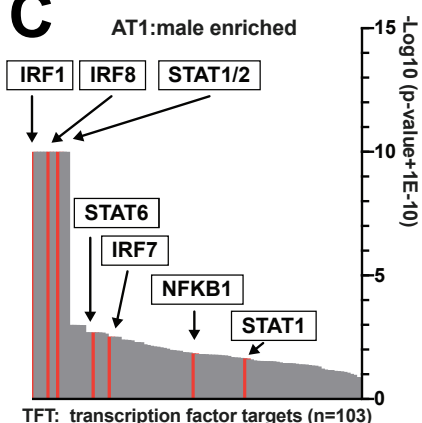 C
AT1:male enriched
IRF1
IRF8
STAT1/2
STAT6
IRF7
NFKB1
STAT1
15
10
5
0
-Log10 (p-value+1E-10)
TFT: transcription factor targets (n=103)